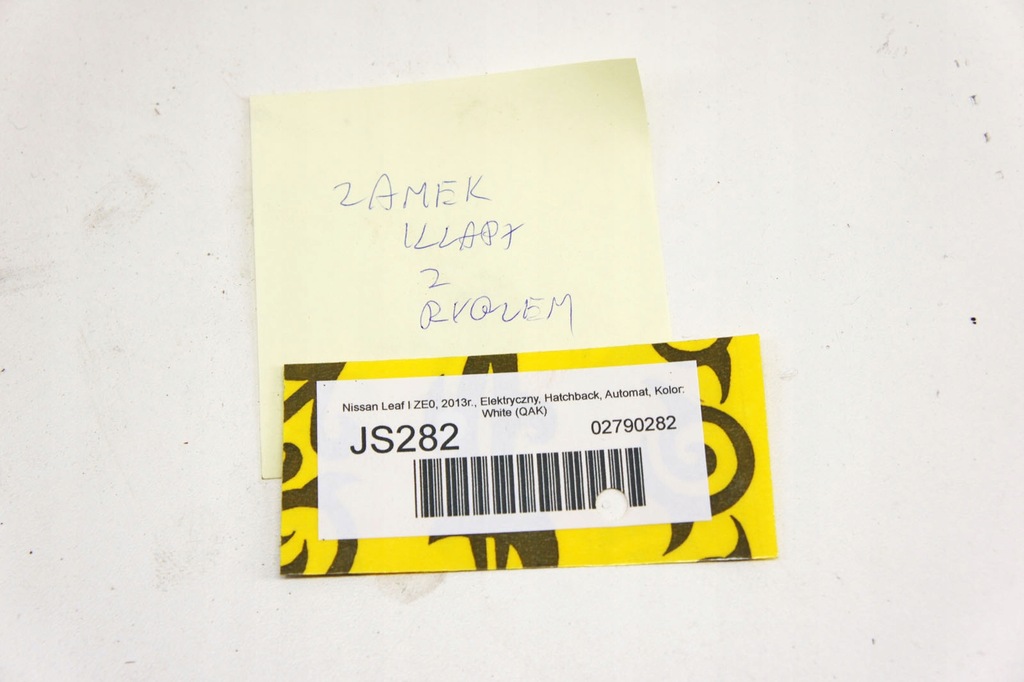 ZAMEK
KLAPY
Z
RYGLEM
Nissan Leaf I ZE0, 2013r., Elektryczny, Hatchback, Automat, Kolor:
White (QAK)
JS282
02790282